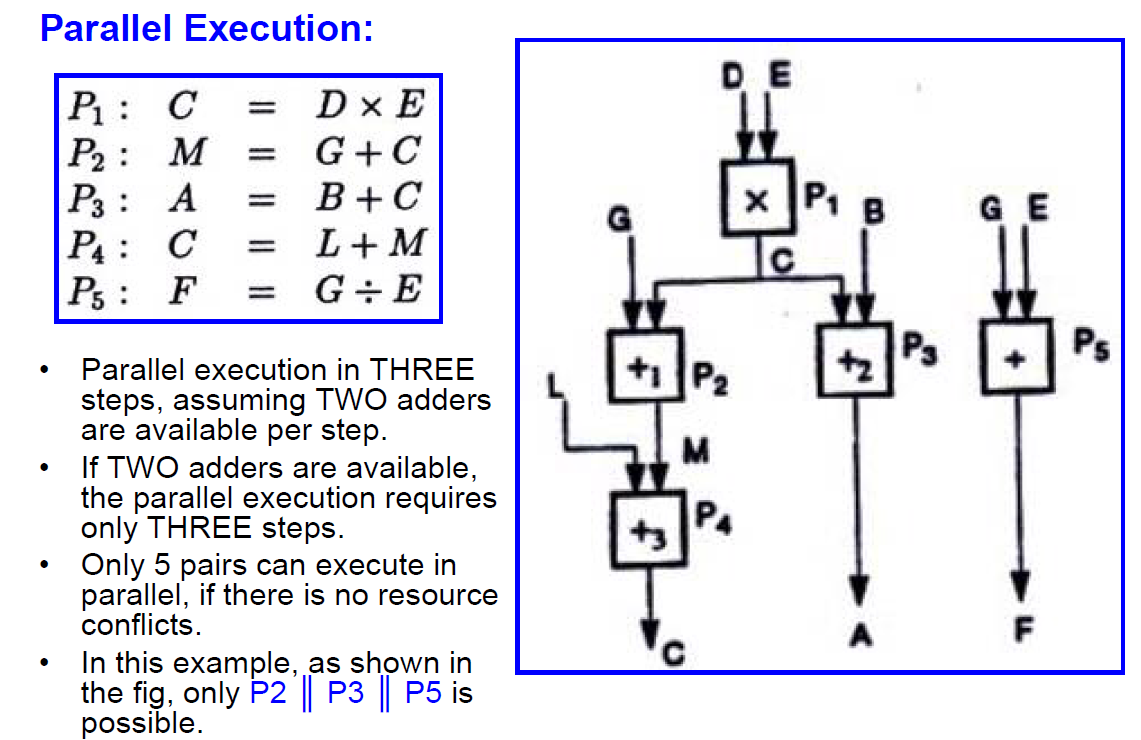 Parallel Execution:
P₁ : C = D × E
P₂ : M = G + C
P₃ : A = B + C
P₄ : C = L + M
P₅ : F = G ÷ E
• Parallel execution in THREE
steps, assuming TWO adders
are available per step.
• If TWO adders are available,
the parallel execution requires
only THREE steps.
• Only 5 pairs can execute in
parallel, if there is no resource
conflicts.
• In this example, as shown in
the fig, only P2 ‖ P3 ‖ P5 is
possible.
D E
× P₁
G
B
G E
C
+₁ P₂
+₂ P₃
+ P₅
L
M
+₃ P₄
C
A
F